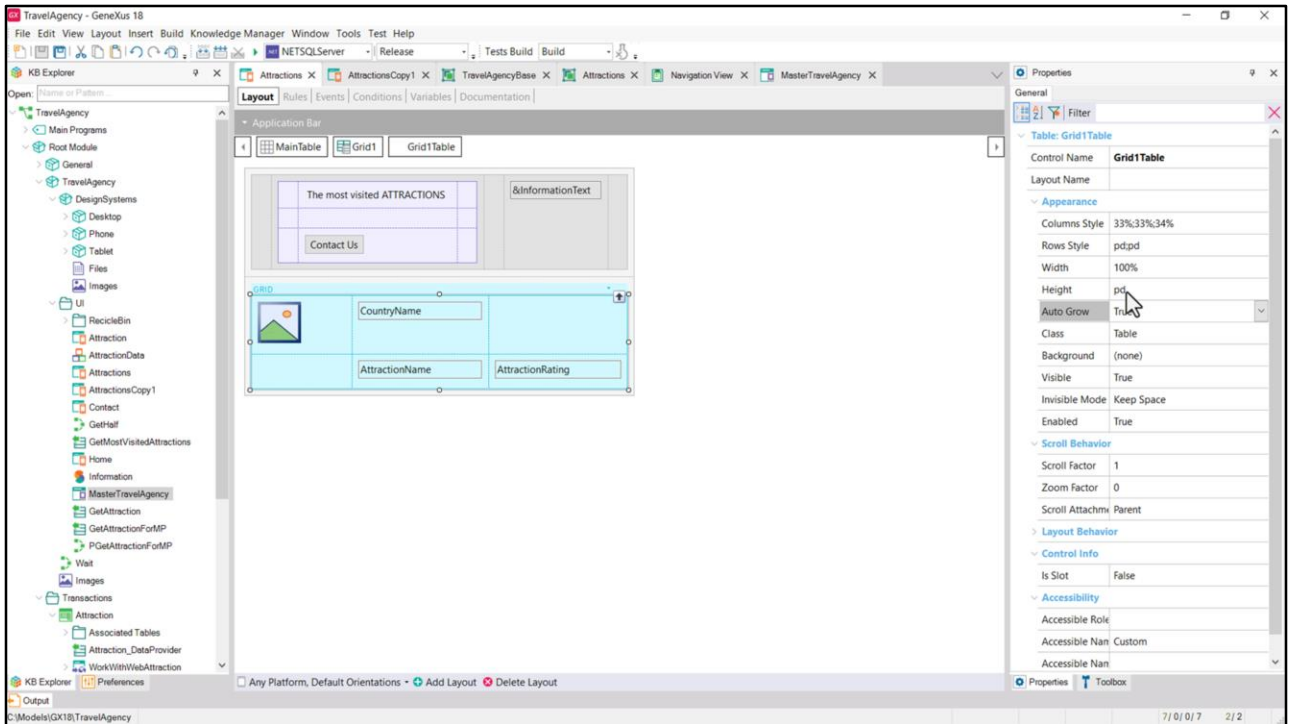 GX TravelAgency - GeneXus 18
File Edit View Layout Insert Build Knowledge Manager Window Tools Test Help
NETSQLServer Release Tests Build Build
KB Explorer
Open: Name or Pattern...
TravelAgency
Main Programs
Root Module
General
TravelAgency
DesignSystems
Desktop
Phone
Tablet
Files
Images
UI
RecicleBin
Attraction
AttractionData
Attractions
AttractionsCopy1
Contact
GetHalf
GetMostVisitedAttractions
Home
Information
MasterTravelAgency
GetAttraction
GetAttractionForMP
PGetAttractionForMP
Wait
Images
Transactions
Attraction
Associated Tables
Attraction_DataProvider
WorkWithWebAttraction
KB Explorer Preferences
Output
C:\Models\GX18\TravelAgency
Attractions X AttractionsCopy1 X TravelAgencyBase X Attractions X Navigation View X MasterTravelAgency X
Layout Rules Events Conditions Variables Documentation
Application Bar
MainTable Grid1 Grid1Table
The most visited ATTRACTIONS
&InformationText
Contact Us
GRID
CountryName
AttractionName AttractionRating
Any Platform, Default Orientations Add Layout Delete Layout
Properties
General
Filter
Table: Grid1Table
Control Name Grid1Table
Layout Name
Appearance
Columns Style 33%;33%;34%
Rows Style pd;pd
Width 100%
Height pd
Auto Grow True
Class Table
Background (none)
Visible True
Invisible Mode Keep Space
Enabled True
Scroll Behavior
Scroll Factor 1
Zoom Factor 0
Scroll Attachme Parent
Layout Behavior
Control Info
Is Slot False
Accessibility
Accessible Role
Accessible Nam Custom
Accessible Nam
Properties Toolbox
7/0/0/7 2/2